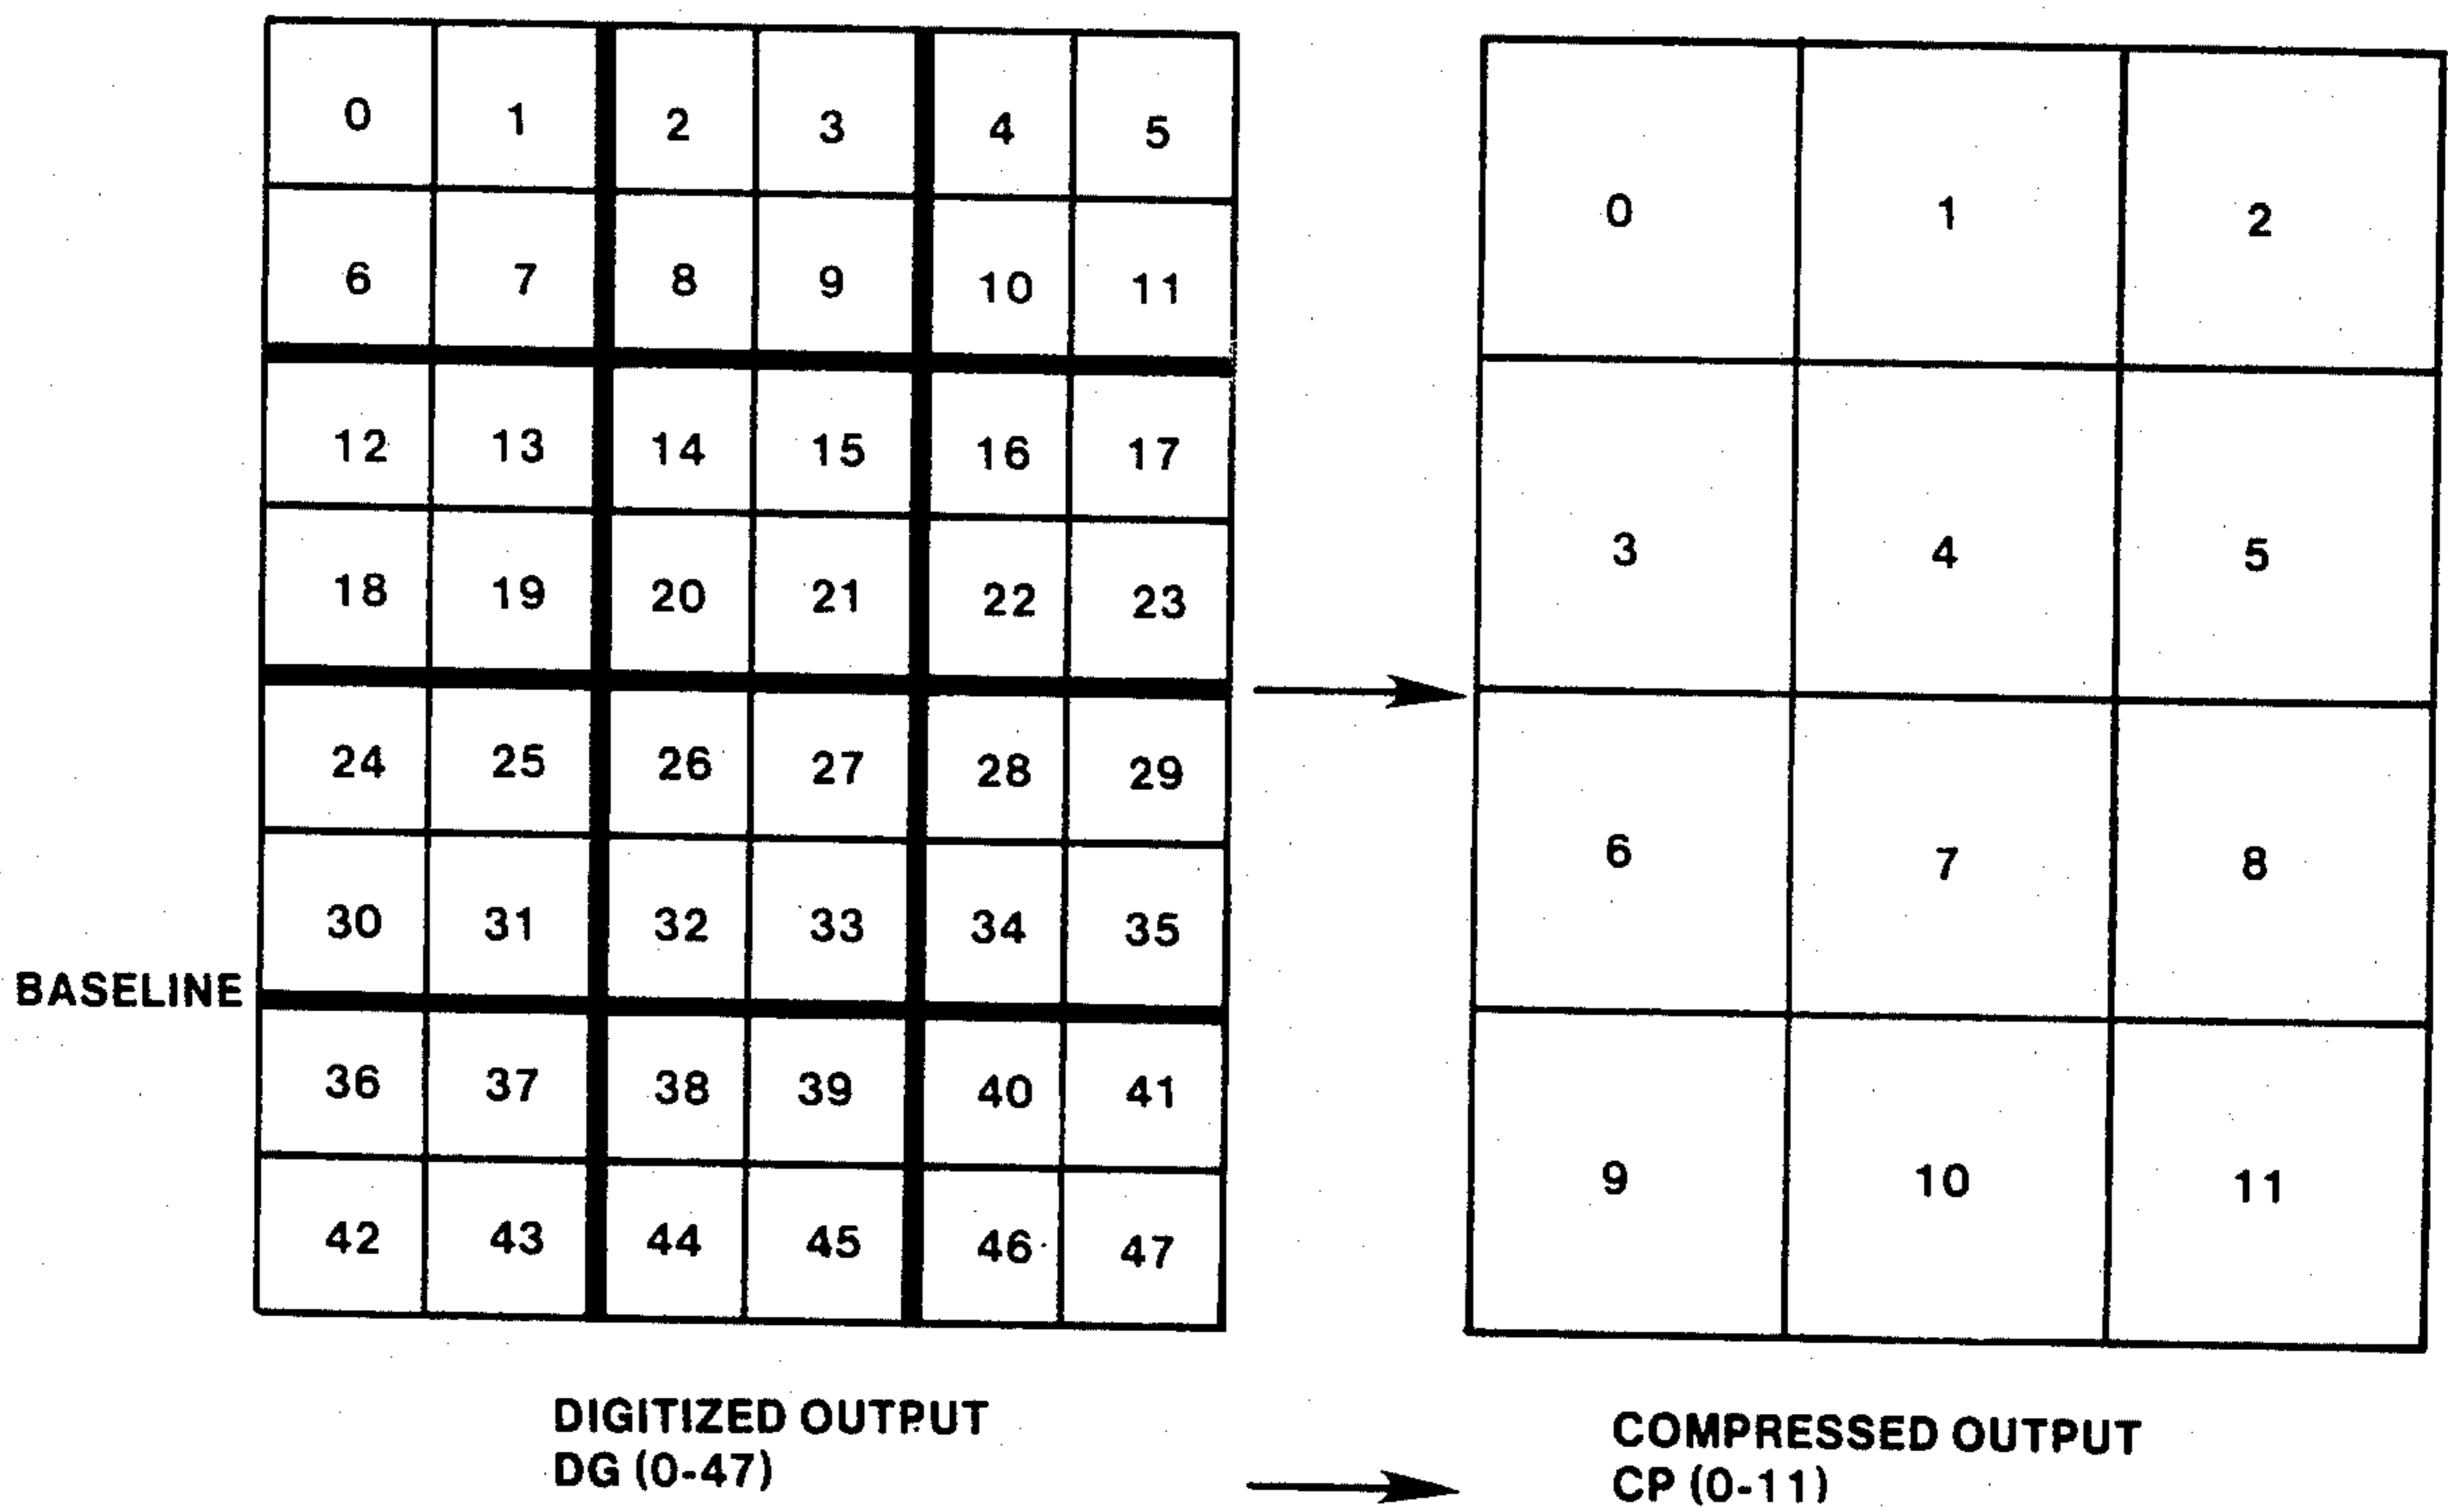 0 1 2 3 4 5
6 7 8 9 10 11
12 13 14 15 16 17
18 19 20 21 22 23
24 25 26 27 28 29
30 31 32 33 34 35
BASELINE
36 37 38 39 40 41
42 43 44 45 46 47
DIGITIZED OUTPUT
DG (0-47)
0 1 2
3 4 5
6 7 8
9 10 11
COMPRESSED OUTPUT
CP (0-11)